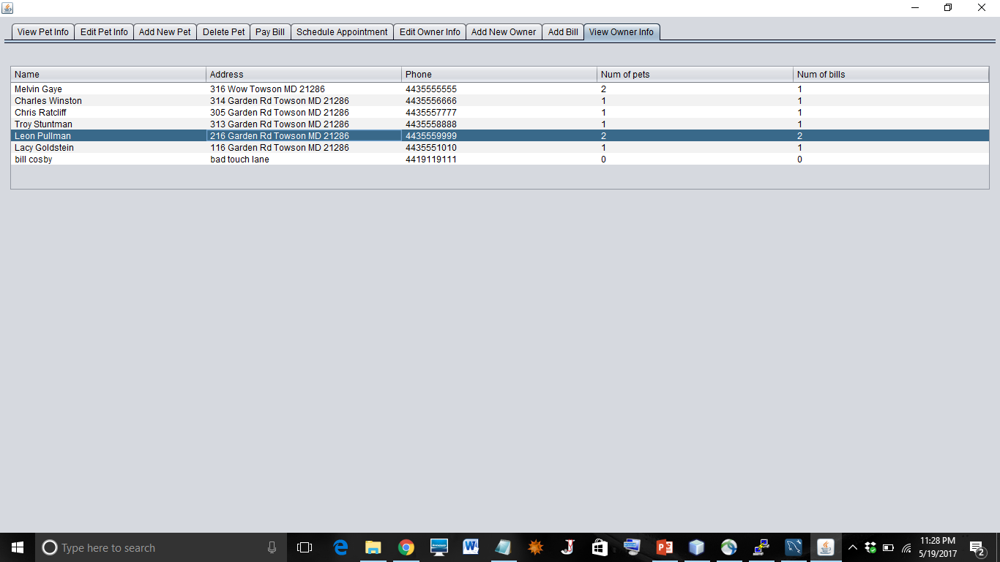 View Pet Info Edit Pet Info Add New Pet Delete Pet Pay Bill Schedule Appointment Edit Owner Info Add New Owner Add Bill View Owner Info
Name Address Phone Num of pets Num of bills
Melvin Gaye 316 Wow Towson MD 21286 4435555555 2 1
Charles Winston 314 Garden Rd Towson MD 21286 4435556666 1 1
Chris Ratcliff 305 Garden Rd Towson MD 21286 4435557777 1 1
Troy Stuntman 313 Garden Rd Towson MD 21286 4435558888 1 1
Leon Pullman 216 Garden Rd Towson MD 21286 4435559999 2 2
Lacy Goldstein 116 Garden Rd Towson MD 21286 4435551010 1 1
bill cosby bad touch lane 4419119111 0 0
Type here to search
11:28 PM
5/19/2017
2